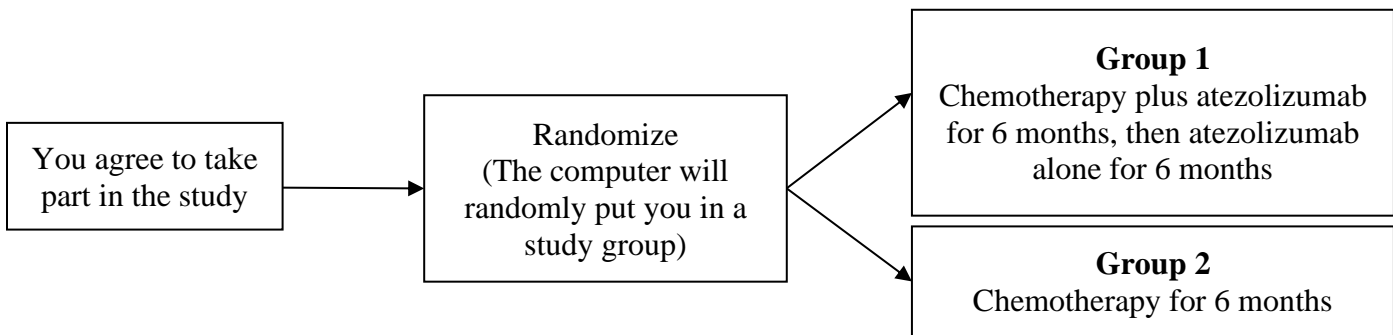 You agree to take
part in the study
Randomize
(The computer will
randomly put you in a
study group)
Group 1
Chemotherapy plus atezolizumab
for 6 months, then atezolizumab
alone for 6 months
Group 2
Chemotherapy for 6 months